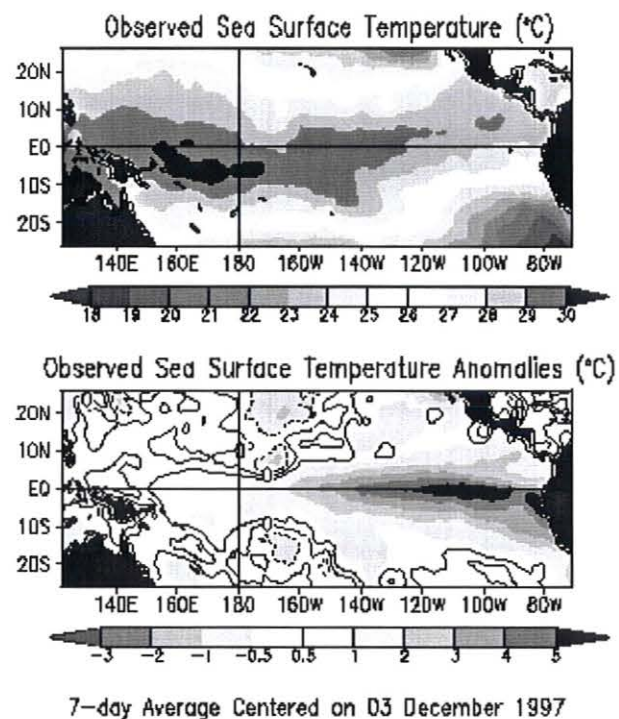 Observed Sea Surface Temperature (°C)
20N
10N
EQ
10S
20S
140E 160E 180 160W 140W 120W 100W 80W
18 19 20 21 22 23 24 25 26 27 28 29 30
Observed Sea Surface Temperature Anomalies (°C)
20N
10N
EQ
10S
20S
140E 160E 180 160W 140W 120W 100W 80W
-3 -2 -1 -0.5 0.5 1 2 3 4 5
7-day Average Centered on 03 December 1997